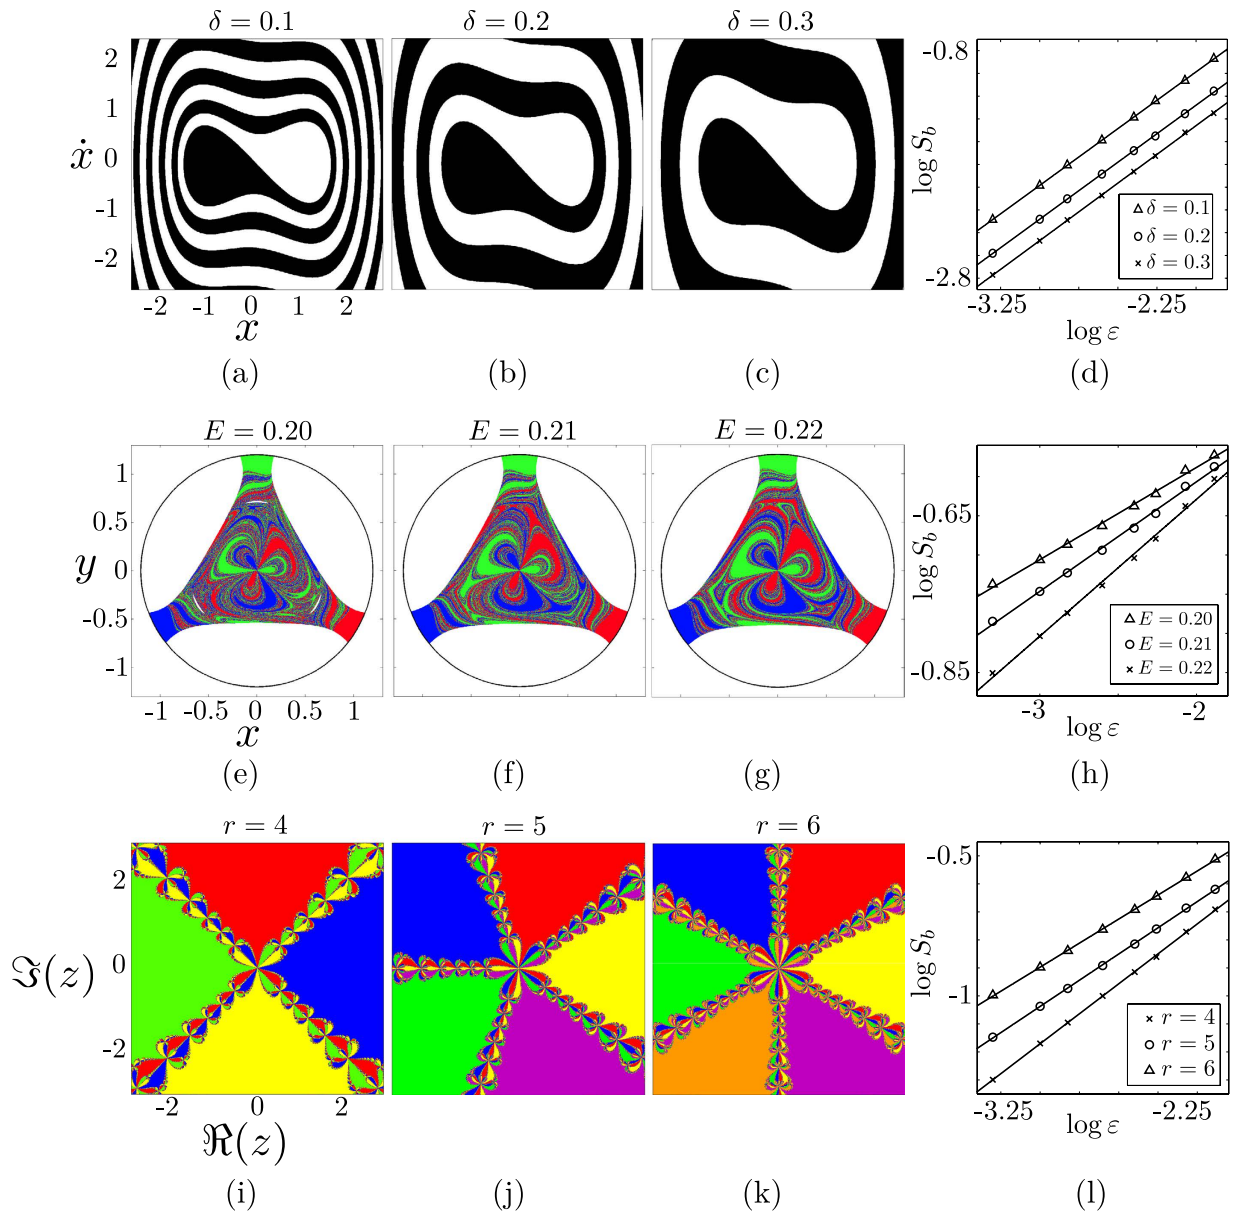 δ = 0.1
δ = 0.2
δ = 0.3
2
1
0
-1
-2
ẋ
-2 -1 0 1 2
x
-0.8
-2.8
log S_b
-3.25 -2.25
log ε
δ = 0.1
δ = 0.2
δ = 0.3
(a) (b) (c) (d)
E = 0.20
E = 0.21
E = 0.22
1
0.5
0
-0.5
-1
y
-1 -0.5 0 0.5 1
x
-0.65
-0.85
log S_b
-3 -2
log ε
E = 0.20
E = 0.21
E = 0.22
(e) (f) (g) (h)
r = 4
r = 5
r = 6
2
0
-2
ℑ(z)
-2 0 2
ℜ(z)
-0.5
-1
log S_b
-3.25 -2.25
log ε
r = 4
r = 5
r = 6
(i) (j) (k) (l)